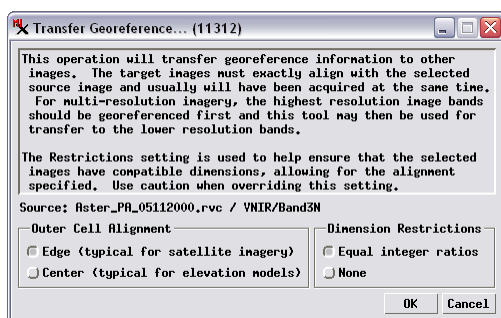 Transfer Georeference... (11312)
This operation will transfer georeference information to other
images. The target images must exactly align with the selected
source image and usually will have been acquired at the same time.
For multi-resolution imagery, the highest resolution image bands
should be georeferenced first and this tool may then be used for
transfer to the lower resolution bands.
The Restrictions setting is used to help ensure that the selected
images have compatible dimensions, allowing for the alignment
specified. Use caution when overriding this setting.
Source: Aster_PA_05112000.rvc / VNIR/Band3N
Outer Cell Alignment
Edge (typical for satellite imagery)
Center (typical for elevation models)
Dimension Restrictions
Equal integer ratios
None
OK Cancel